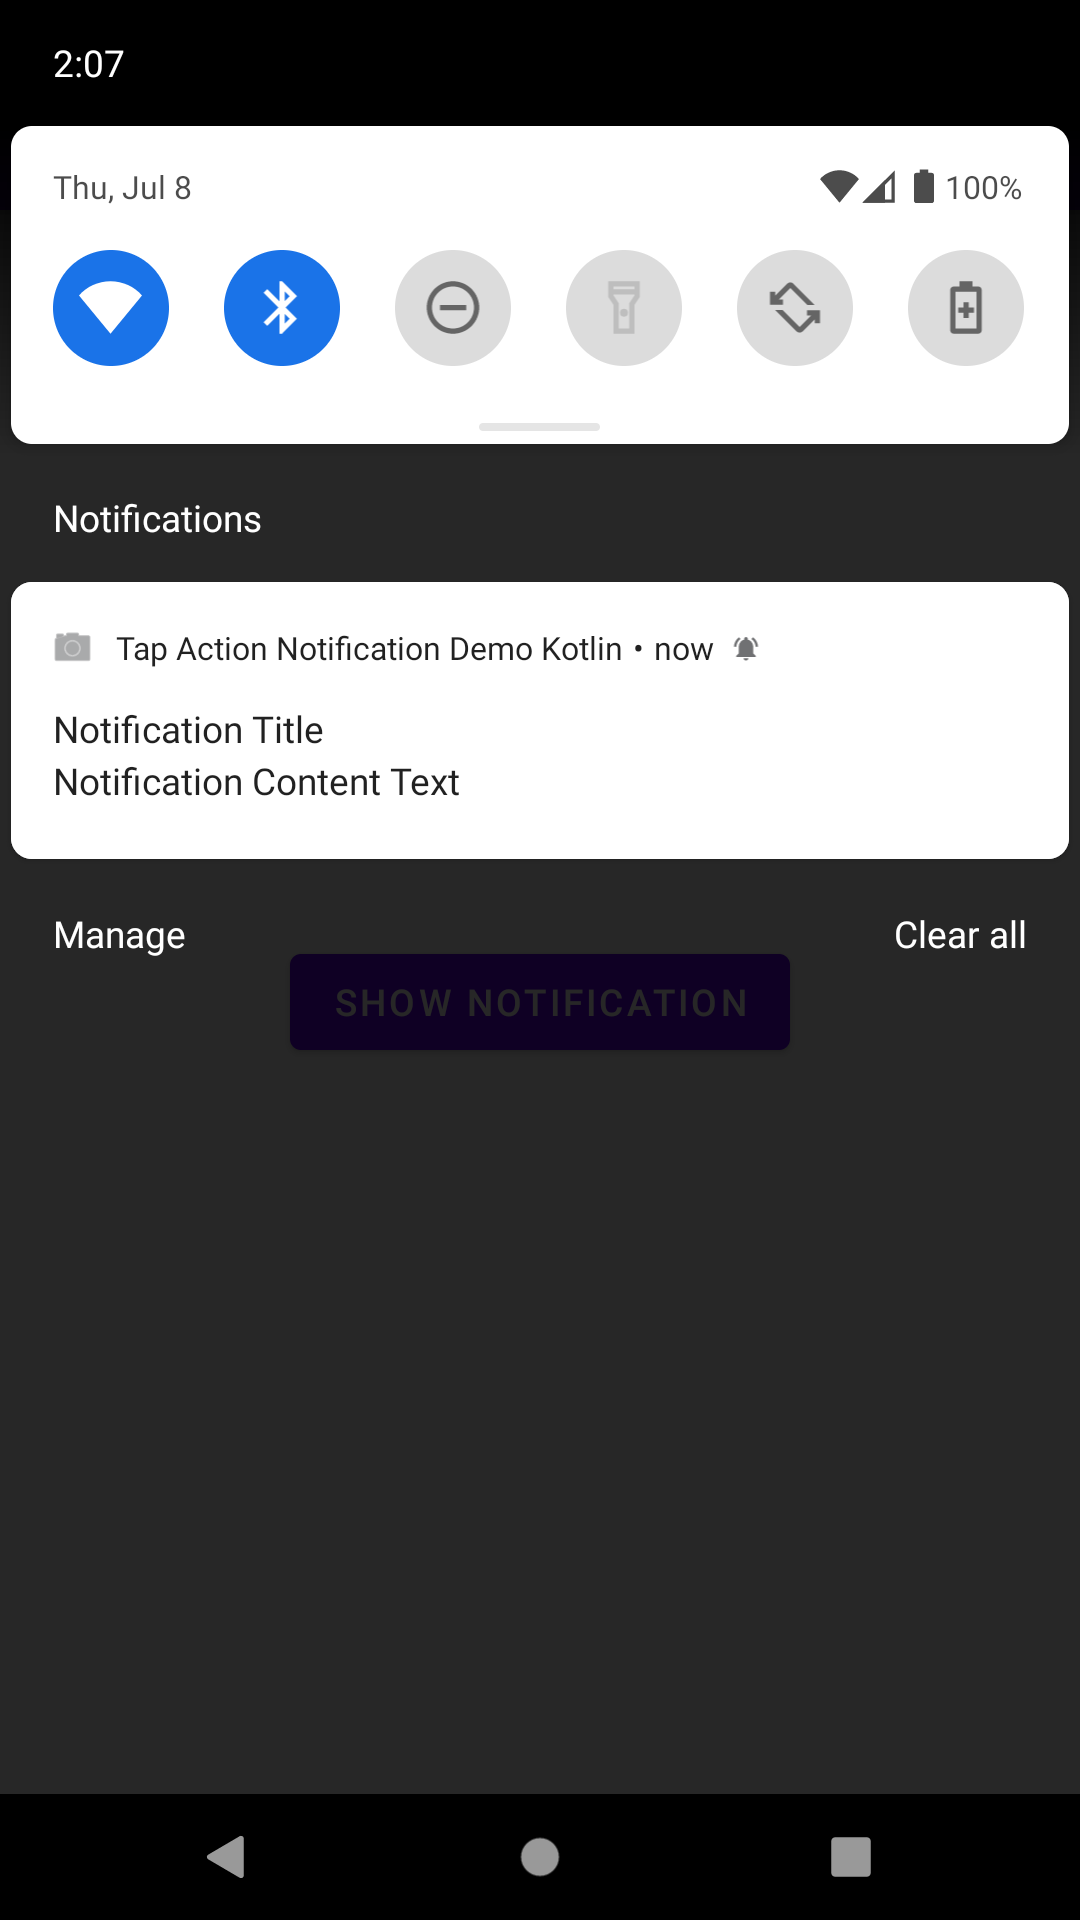 2:07
Thu, Jul 8 100%
Notifications
Tap Action Notification Demo Kotlin • now
Notification Title
Notification Content Text
Manage Clear all
SHOW NOTIFICATION